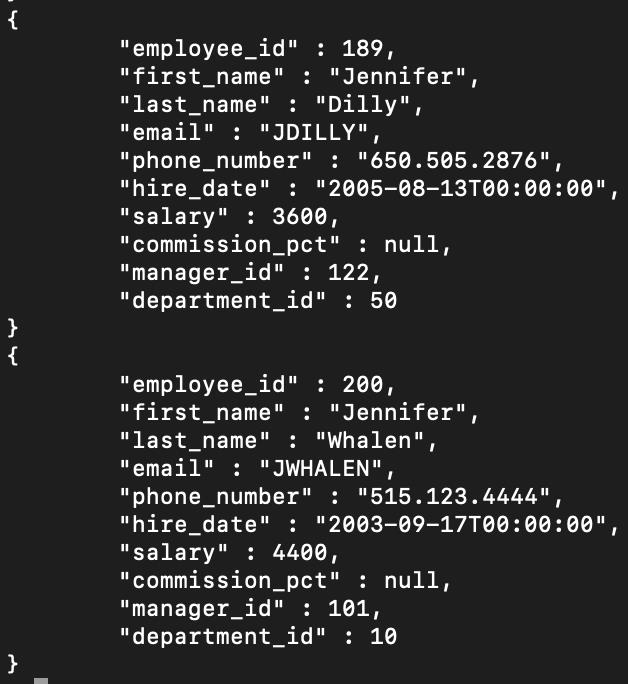 {
"employee_id" : 189,
"first_name" : "Jennifer",
"last_name" : "Dilly",
"email" : "JDILLY",
"phone_number" : "650.505.2876",
"hire_date" : "2005-08-13T00:00:00",
"salary" : 3600,
"commission_pct" : null,
"manager_id" : 122,
"department_id" : 50
}
{
"employee_id" : 200,
"first_name" : "Jennifer",
"last_name" : "Whalen",
"email" : "JWHALEN",
"phone_number" : "515.123.4444",
"hire_date" : "2003-09-17T00:00:00",
"salary" : 4400,
"commission_pct" : null,
"manager_id" : 101,
"department_id" : 10
}